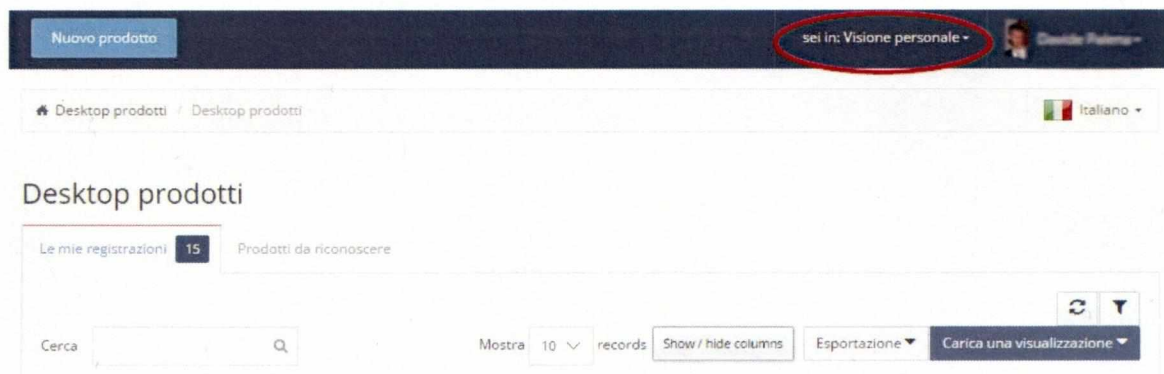 Nuovo prodotto sei in: Visione personale
Desktop prodotti / Desktop prodotti Italiano
Desktop prodotti
Le mie registrazioni 15 Prodotti da riconoscere
Cerca Mostra 10 records Show / hide columns Esportazione Carica una visualizzazione